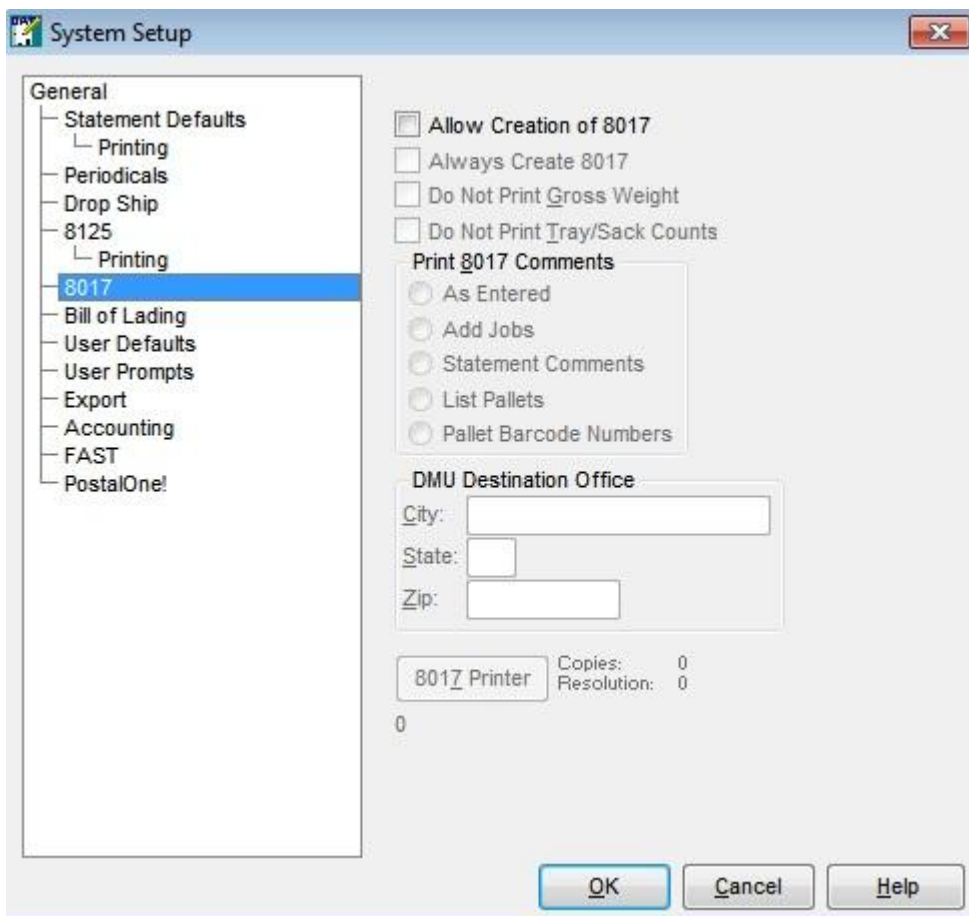 DAY
System Setup
General
Statement Defaults
Printing
Periodicals
Drop Ship
8125
Printing
8017
Bill of Lading
User Defaults
User Prompts
Export
Accounting
FAST
PostalOne!
Allow Creation of 8017
Always Create 8017
Do Not Print Gross Weight
Do Not Print Tray/Sack Counts
Print 8017 Comments
As Entered
Add Jobs
Statement Comments
List Pallets
Pallet Barcode Numbers
DMU Destination Office
City:
State:
Zip:
8017 Printer
Copies: 0
Resolution: 0
0
OK Cancel Help